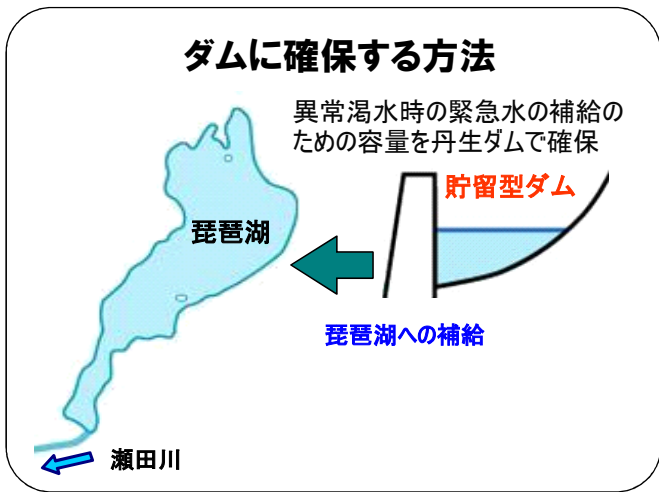 ダムに確保する方法
異常渇水時の緊急水の補給の
ための容量を丹生ダムで確保
貯留型ダム
琵琶湖
琵琶湖への補給
瀬田川